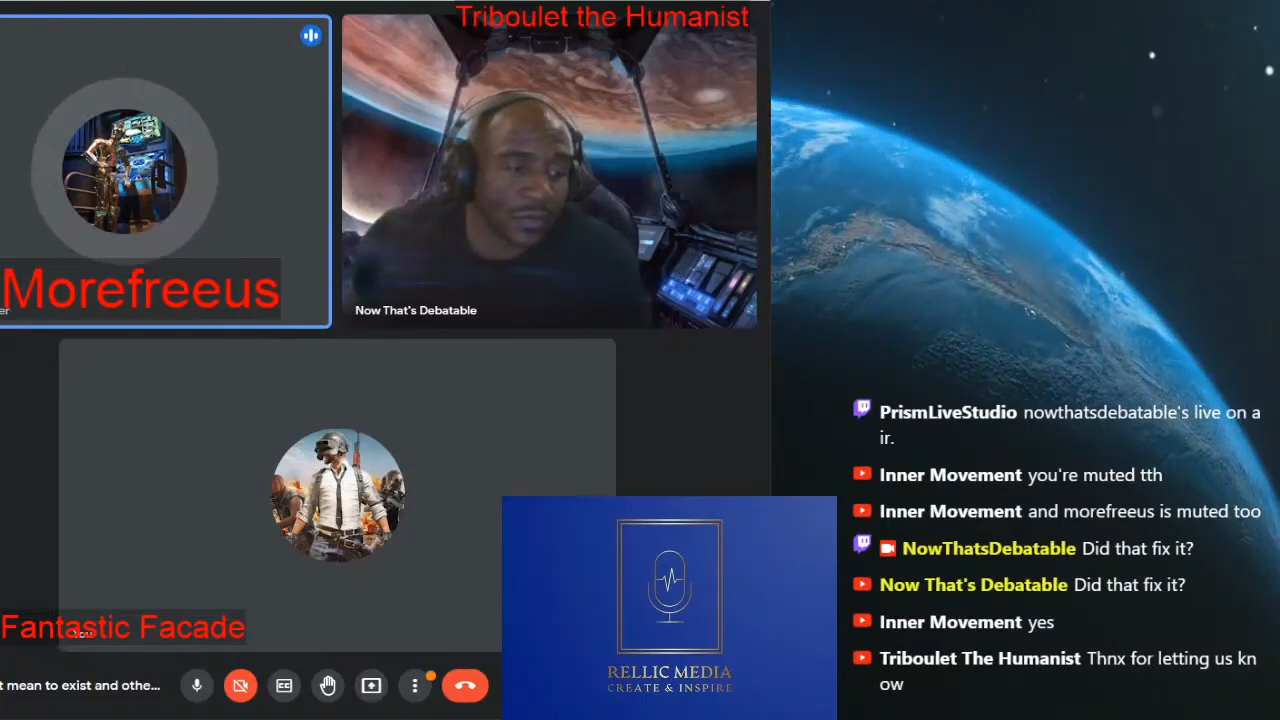 Triboulet the Humanist
Morefreeus
er
Now That's Debatable
PrismLiveStudio nowthatsdebatable's live on a
ir.
Inner Movement you're muted tth
Inner Movement and morefreeus is muted too
NowThatsDebatable Did that fix it?
Now That's Debatable Did that fix it?
Inner Movement yes
Triboulet The Humanist Thnx for letting us kn
ow
Fantastic Facade
t mean to exist and othe...
RELLIC MEDIA
CREATE & INSPIRE